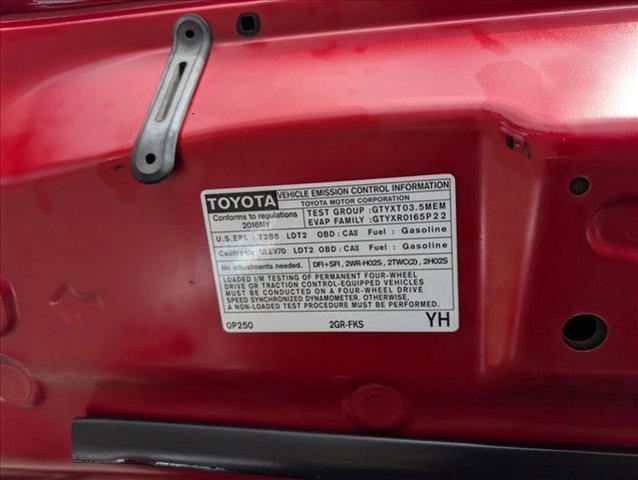 TOYOTA VEHICLE EMISSION CONTROL INFORMATION
TOYOTA MOTOR CORPORATION
Conforms to regulations
2016MY
TEST GROUP : GTYXT03.5MEM
EVAP FAMILY : GTYXR0165P22
U.S.EPA : T2B5 LDT2 OBD : CAII Fuel : Gasoline
California : ULEV70 LDT2 OBD : CAII Fuel : Gasoline
No adjustments needed. DFI+SFI, 2WR-HO2S, 2TWC(2), 2HO2S
LOADED I/M TESTING OF PERMANENT FOUR-WHEEL
DRIVE OR TRACTION CONTROL-EQUIPPED VEHICLES
MUST BE CONDUCTED ON A FOUR-WHEEL DRIVE
SPEED SYNCHRONIZED DYNAMOMETER. OTHERWISE,
A NON-LOADED TEST PROCEDURE MUST BE PERFORMED.
0P250 2GR-FKS YH